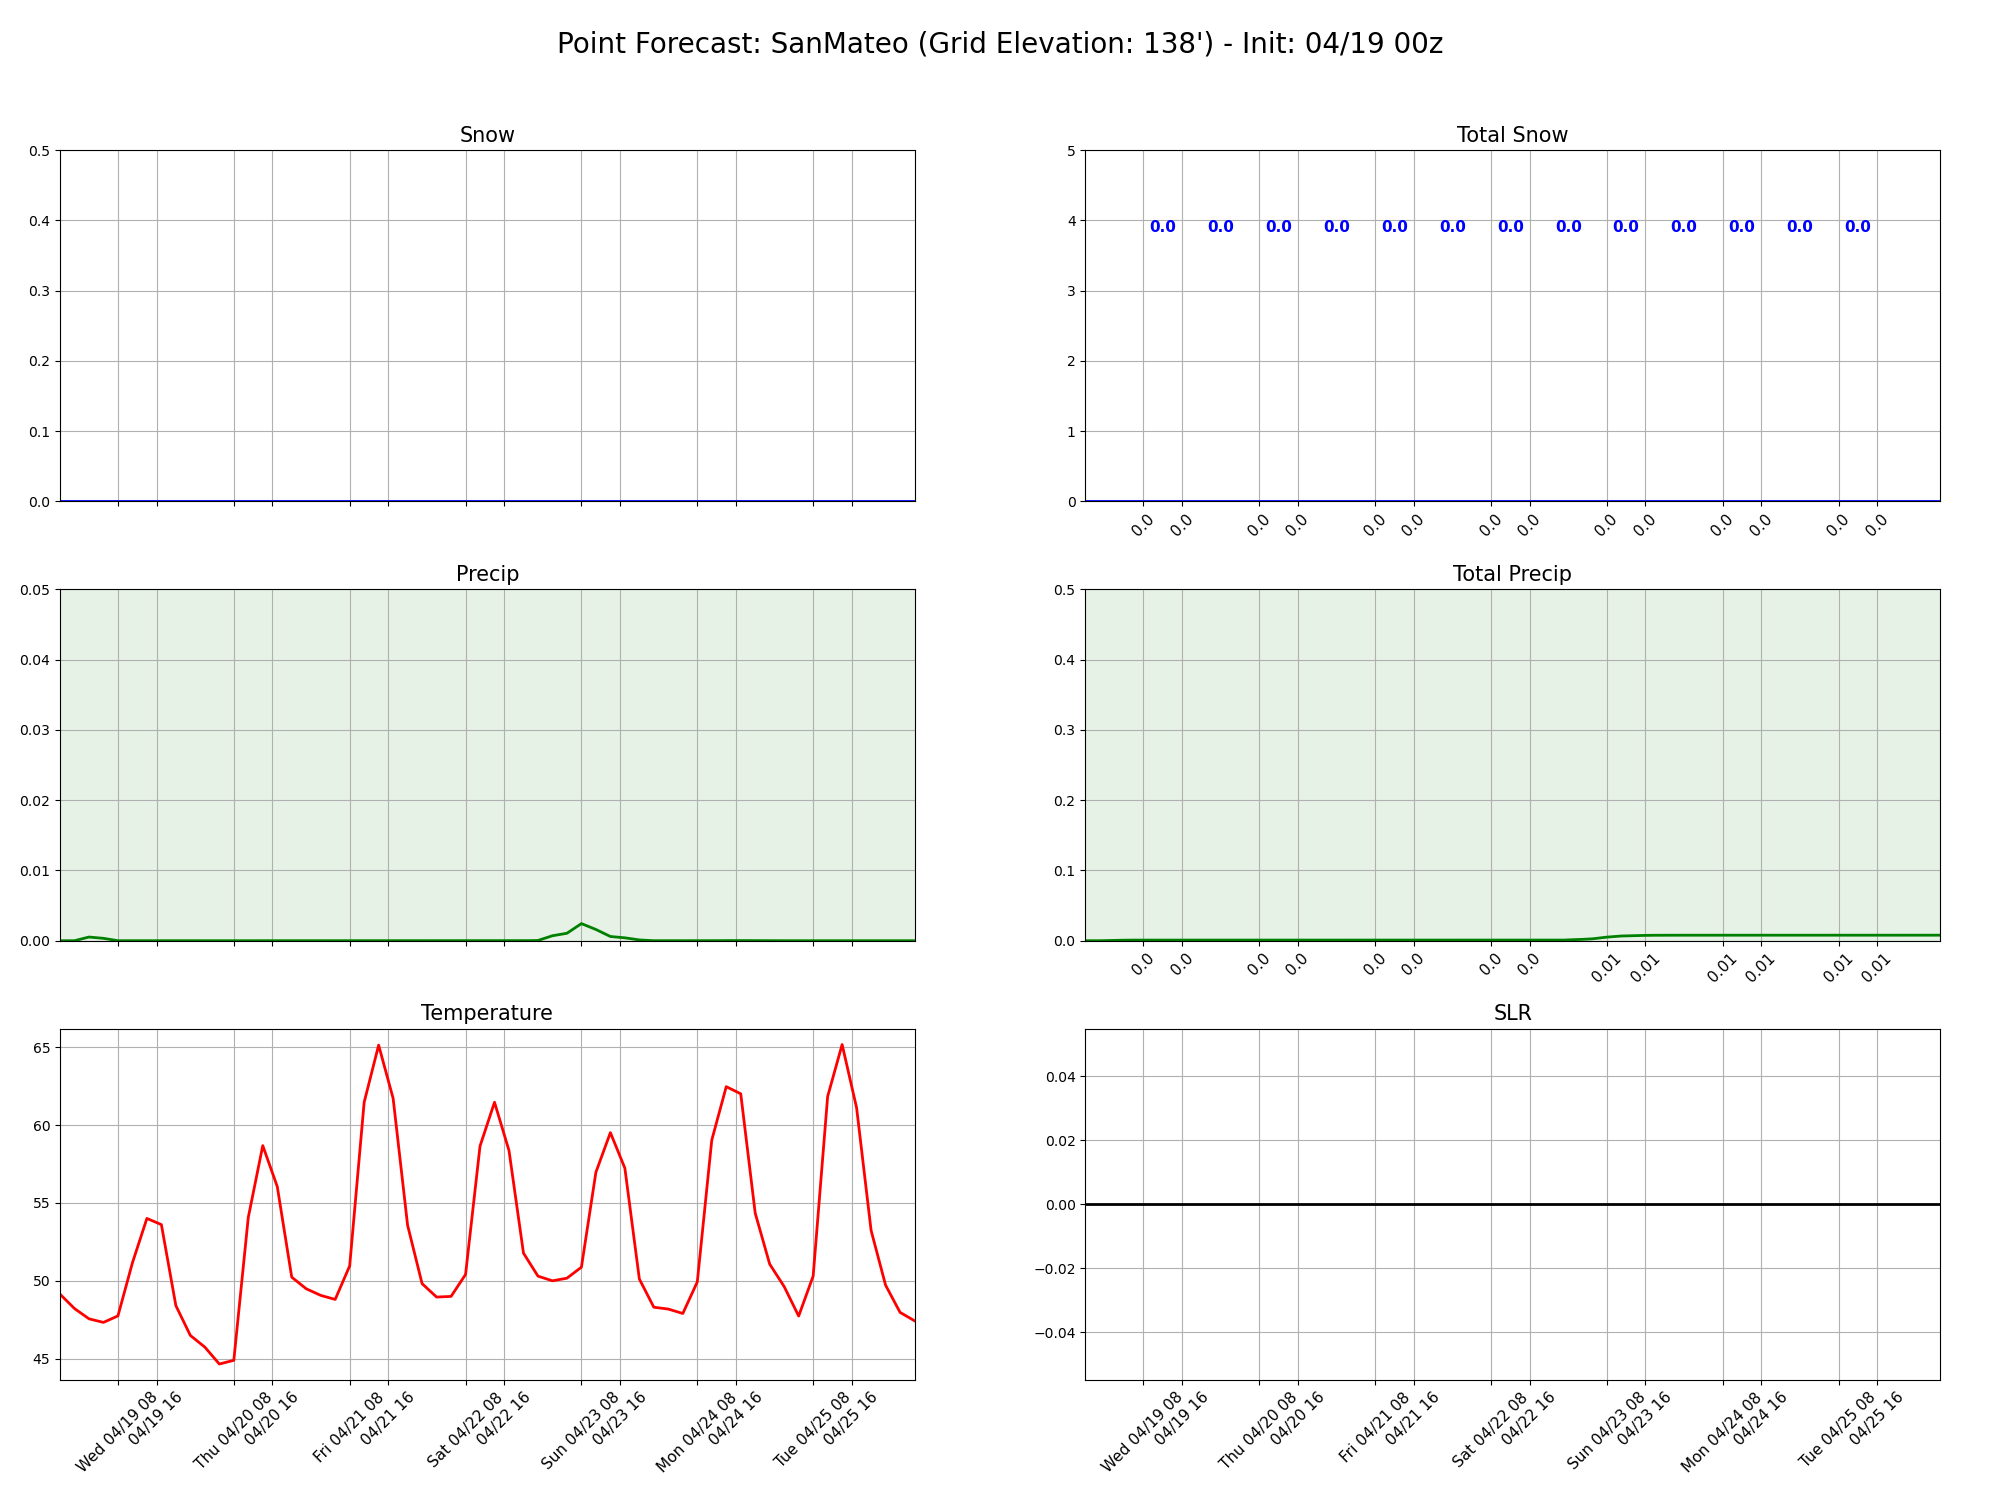 Point Forecast: SanMateo (Grid Elevation: 138') - Init: 04/19 00z
Snow
0.5
0.4
0.3
0.2
0.1
0.0
Total Snow
5
4
3
2
1
0
0.0 0.0 0.0 0.0 0.0 0.0 0.0 0.0 0.0 0.0 0.0 0.0 0.0
0.0 0.0 0.0 0.0 0.0 0.0 0.0 0.0 0.0 0.0 0.0 0.0 0.0 0.0
Precip
0.05
0.04
0.03
0.02
0.01
0.00
Total Precip
0.5
0.4
0.3
0.2
0.1
0.0
0.0 0.0 0.0 0.0 0.0 0.0 0.0 0.0 0.01 0.01 0.01 0.01 0.01 0.01
Temperature
65
60
55
50
45
Wed 04/19 08
04/19 16
Thu 04/20 08
04/20 16
Fri 04/21 08
04/21 16
Sat 04/22 08
04/22 16
Sun 04/23 08
04/23 16
Mon 04/24 08
04/24 16
Tue 04/25 08
04/25 16
SLR
0.04
0.02
0.00
−0.02
−0.04
Wed 04/19 08
04/19 16
Thu 04/20 08
04/20 16
Fri 04/21 08
04/21 16
Sat 04/22 08
04/22 16
Sun 04/23 08
04/23 16
Mon 04/24 08
04/24 16
Tue 04/25 08
04/25 16